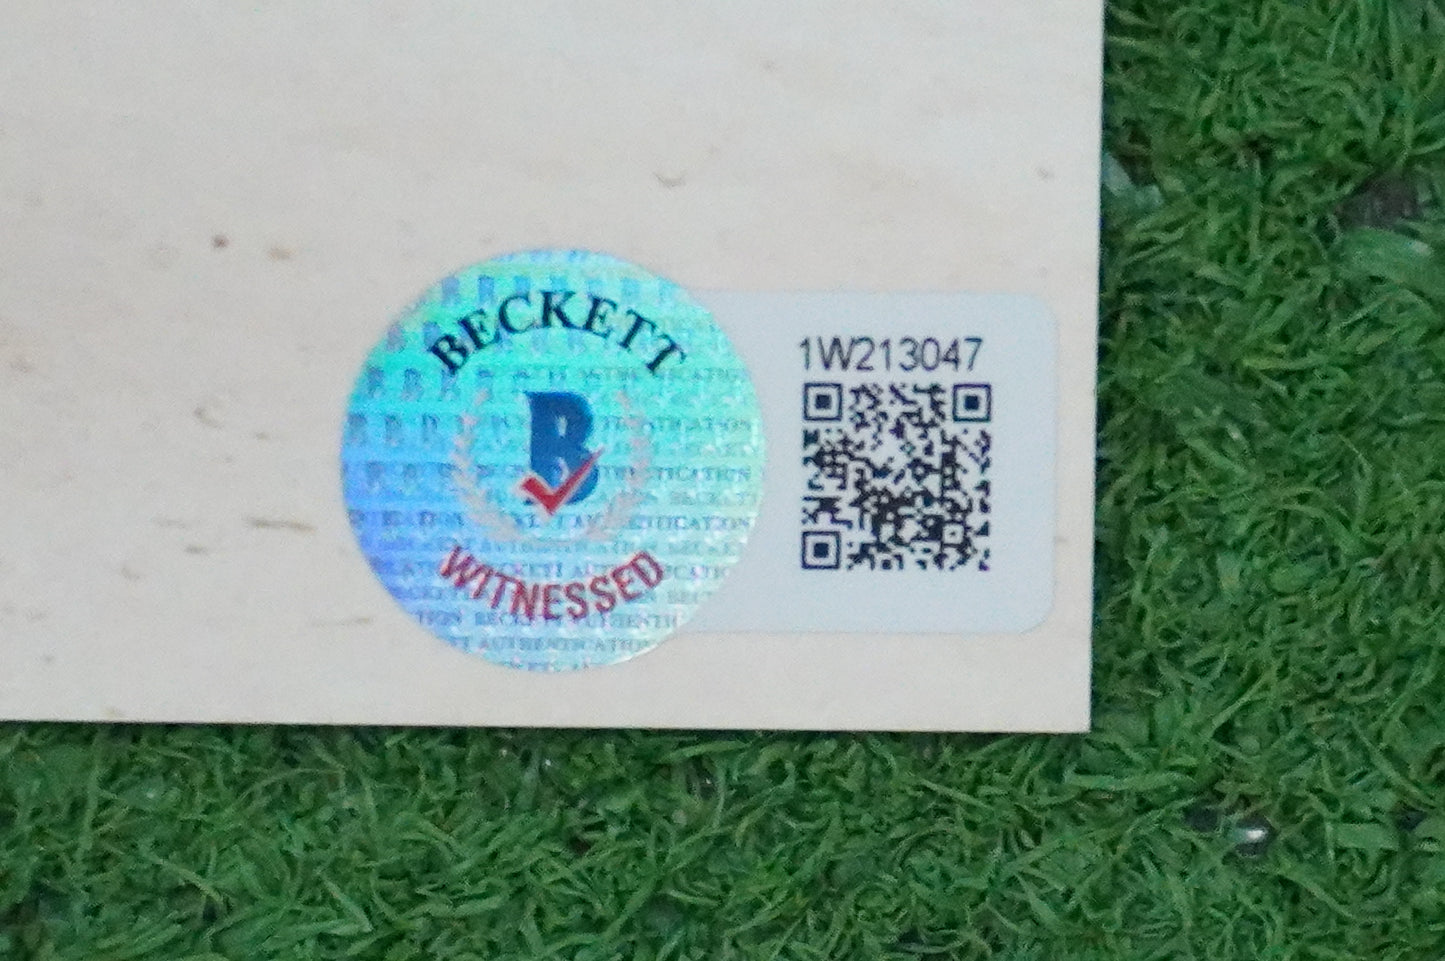 BECKETT
B
WITNESSED
1W213047